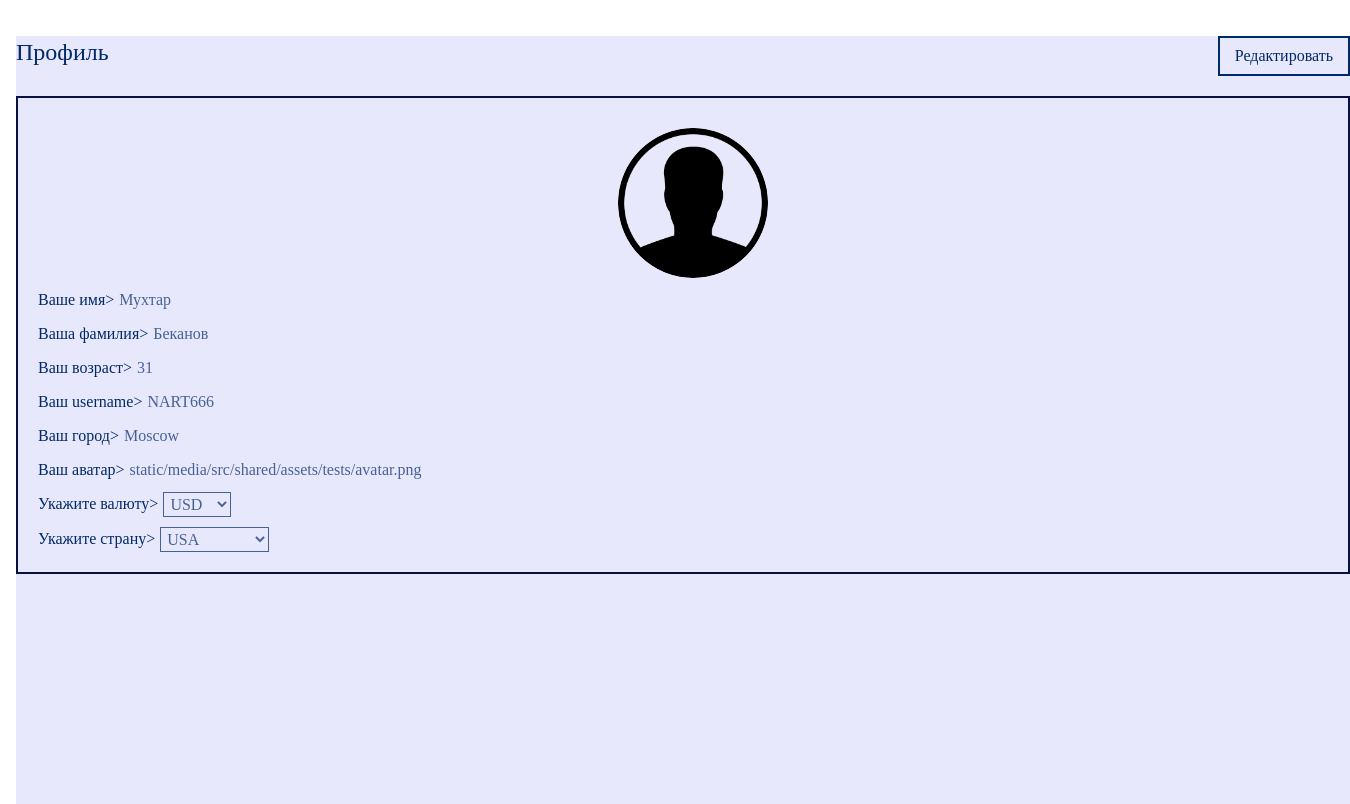 Профиль
Редактировать
Ваше имя> Мухтар
Ваша фамилия> Беканов
Ваш возраст> 31
Ваш username> NART666
Ваш город> Moscow
Ваш аватар> static/media/src/shared/assets/tests/avatar.png
Укажите валюту> USD
Укажите страну> USA